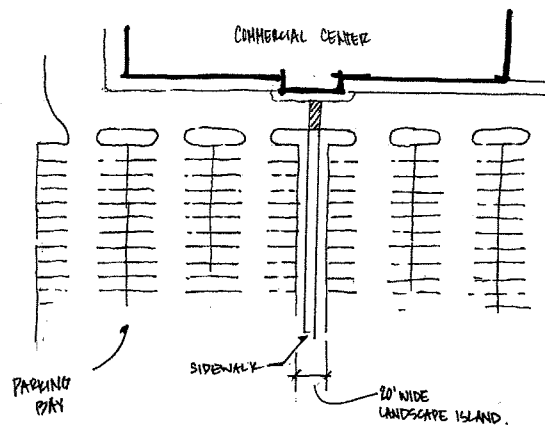 COMMERCIAL CENTER
SIDEWALK
PARKING
BAY
20' WIDE
LANDSCAPE ISLAND.